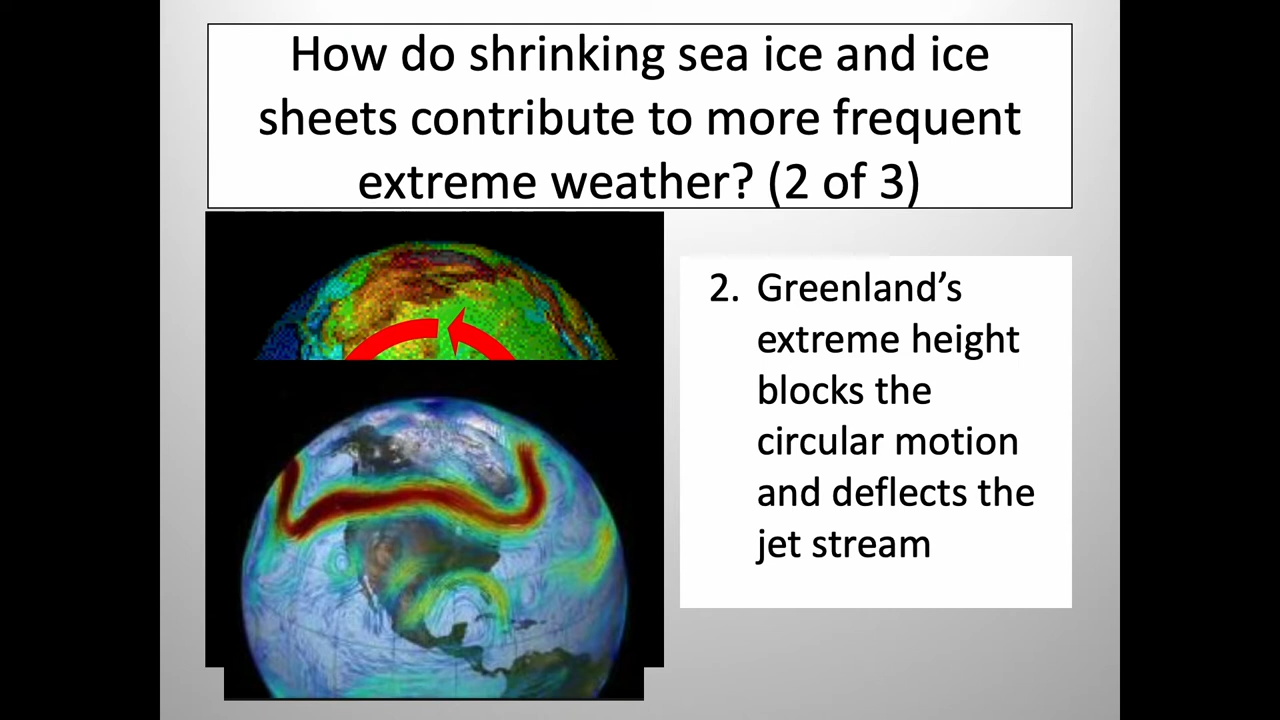 How do shrinking sea ice and ice
sheets contribute to more frequent
extreme weather? (2 of 3)
2. Greenland’s
extreme height
blocks the
circular motion
and deflects the
jet stream